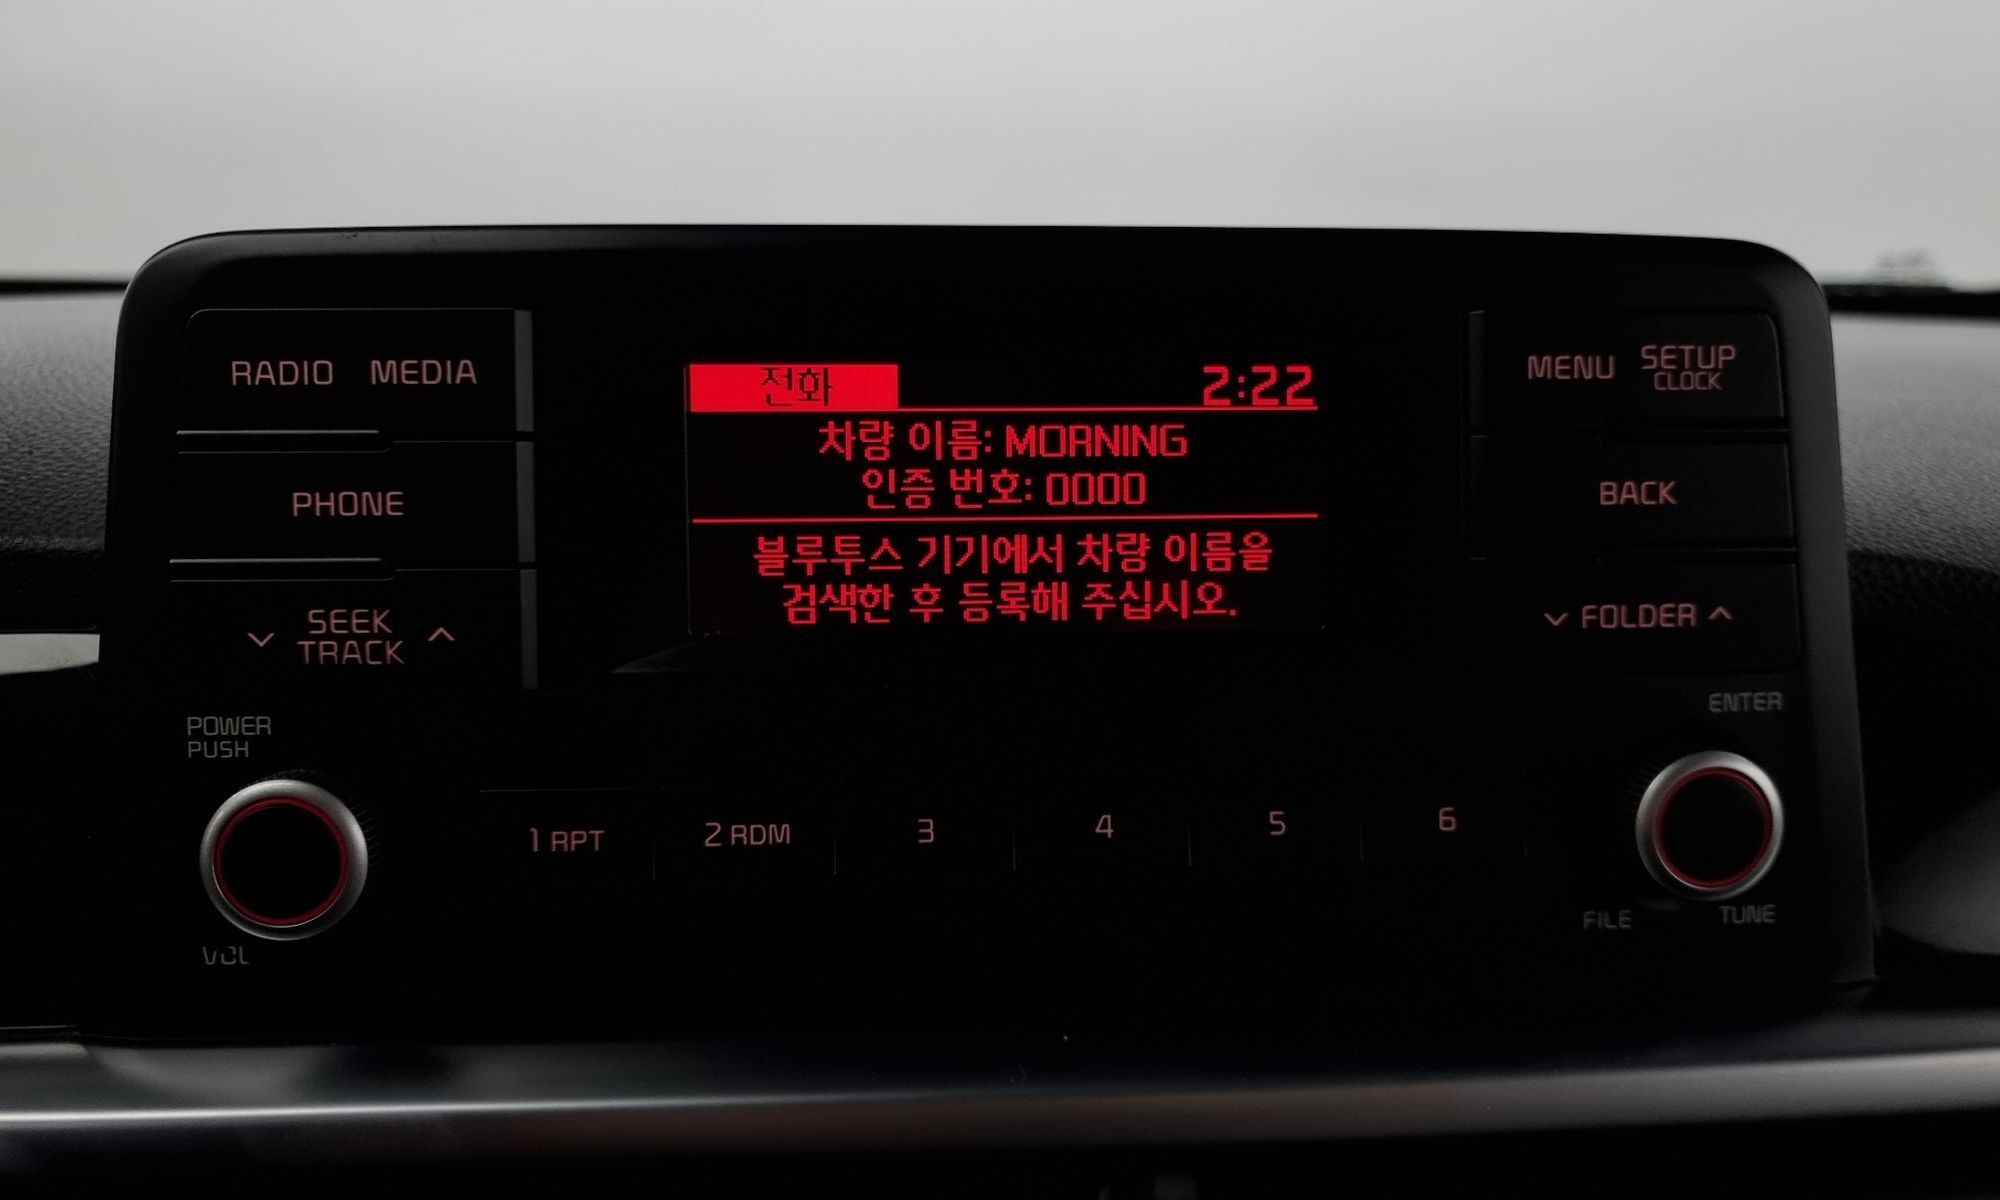 RADIO MEDIA
PHONE
SEEK
TRACK
POWER
PUSH
VOL
전화 2:22
차량 이름: MORNING
인증 번호: 0000
블루투스 기기에서 차량 이름을
검색한 후 등록해 주십시오.
MENU SETUP
CLOCK
BACK
FOLDER
ENTER
FILE TUNE
1 RPT 2 RDM 3 4 5 6